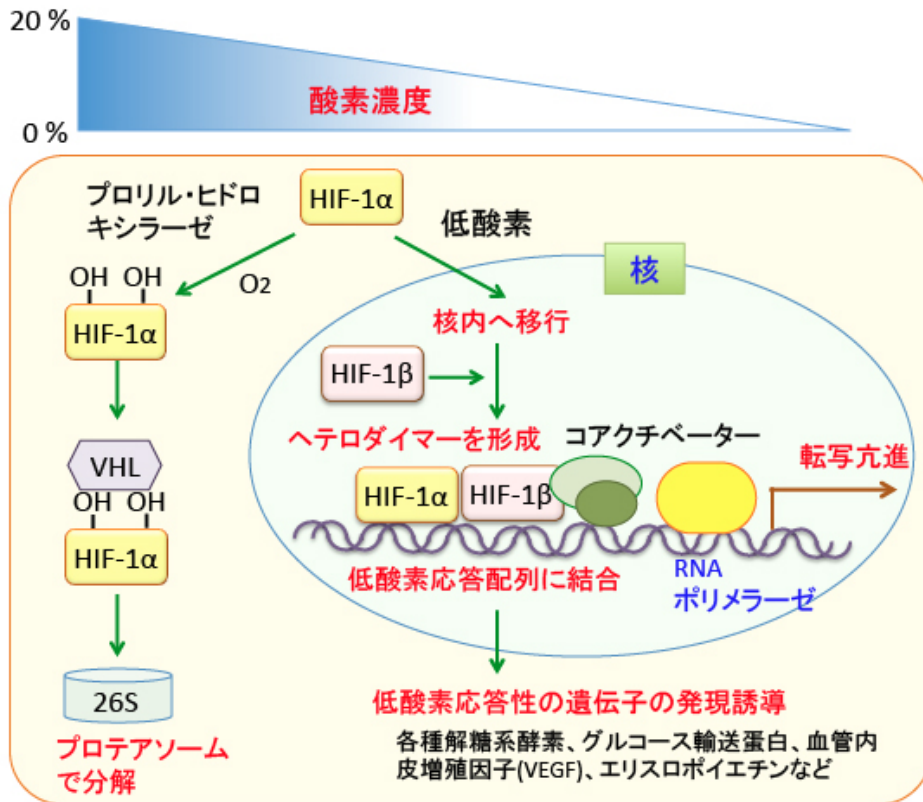 20 %
酸素濃度
0 %
プロリル・ヒドロ
キシラーゼ
HIF-1α
低酸素
核
OH OH
O2
HIF-1α
核内へ移行
HIF-1β
ヘテロダイマーを形成
コアクチベーター
転写亢進
VHL
OH OH
HIF-1α
HIF-1α
HIF-1β
低酸素応答配列に結合
RNA
ポリメラーゼ
26S
プロテアソーム
で分解
低酸素応答性の遺伝子の発現誘導
各種解糖系酵素、グルコース輸送蛋白、血管内
皮増殖因子(VEGF)、エリスロポイエチンなど